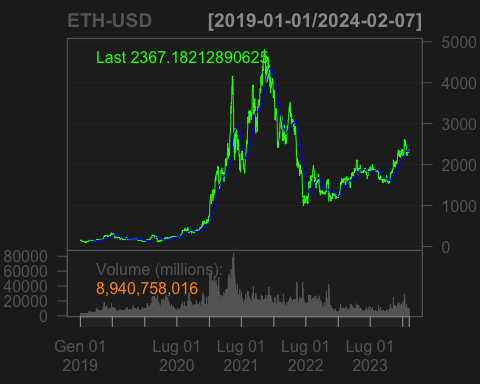 ETH-USD [2019-01-01/2024-02-07]
Last 2367.18212890625
5000
4000
3000
2000
1000
0
Volume (millions):
8,940,758,016
80000
60000
40000
20000
0
Gen 01 2019
Lug 01 2020
Lug 01 2021
Lug 01 2022
Lug 01 2023